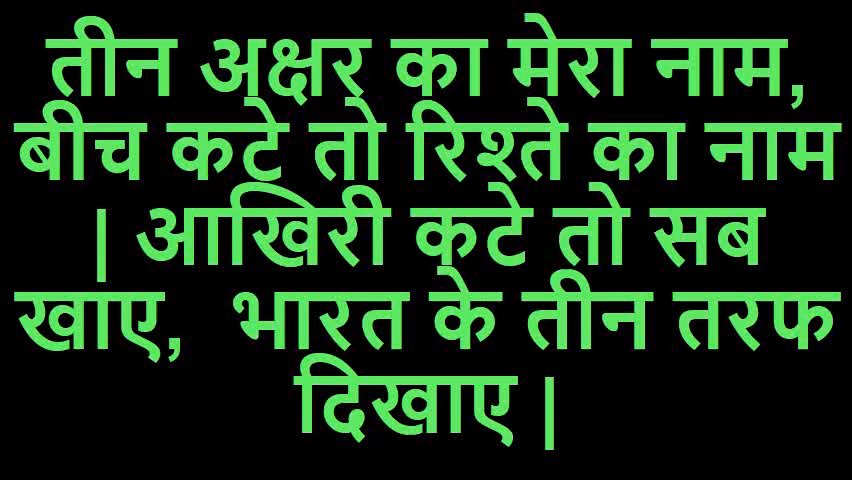 तीन अक्षर का मेरा नाम,
बीच कटे तो रिश्ते का नाम
| आखिरी कटे तो सब
खाए,  भारत के तीन तरफ
दिखाए |